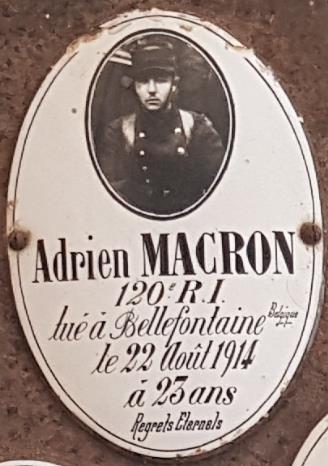 Adrien MACRON
120e R.I.
tué à Bellefontaine Belgique
le 22 Août 1914
à 23 ans
Regrets Eternels